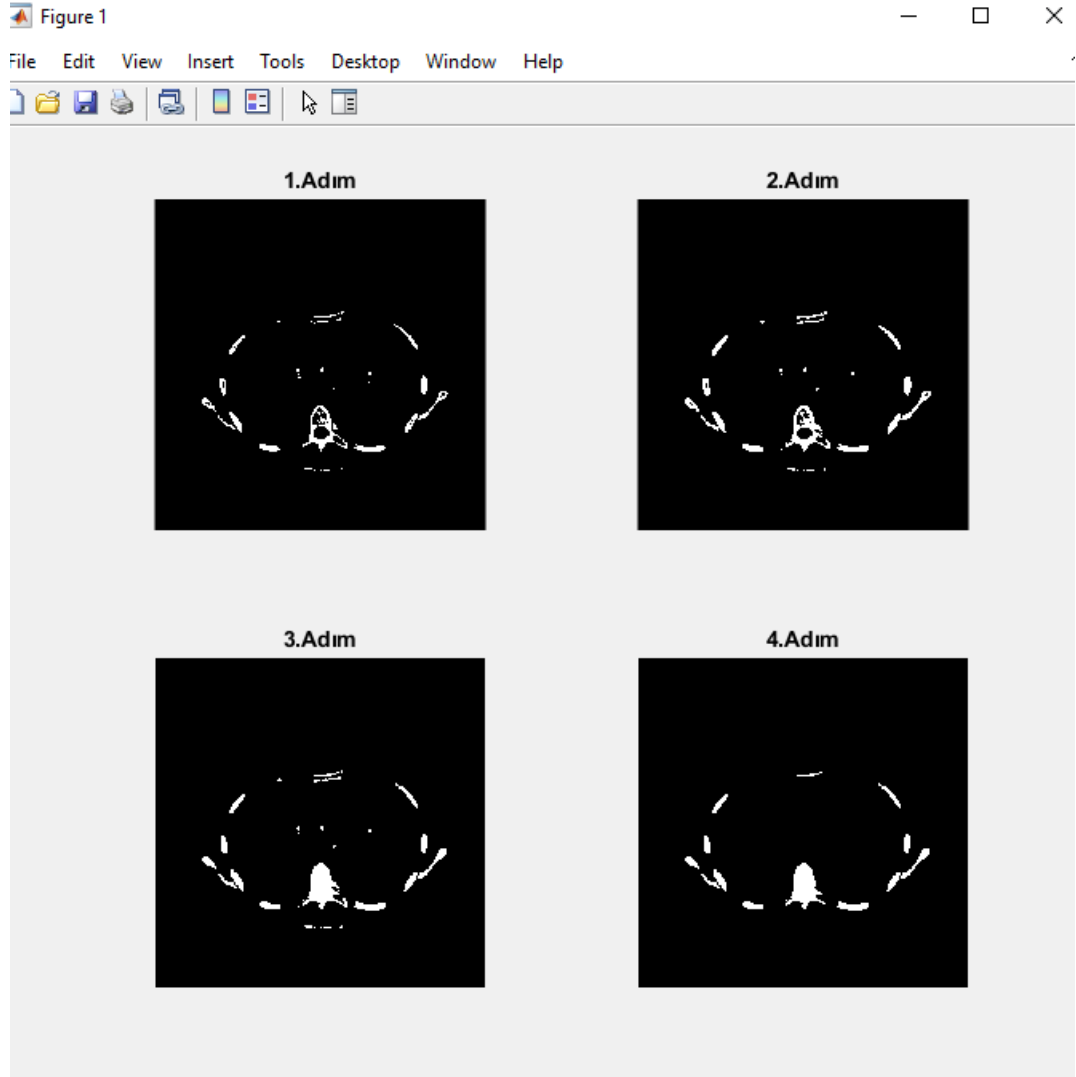 Figure 1
File Edit View Insert Tools Desktop Window Help
1.Adım
2.Adım
3.Adım
4.Adım